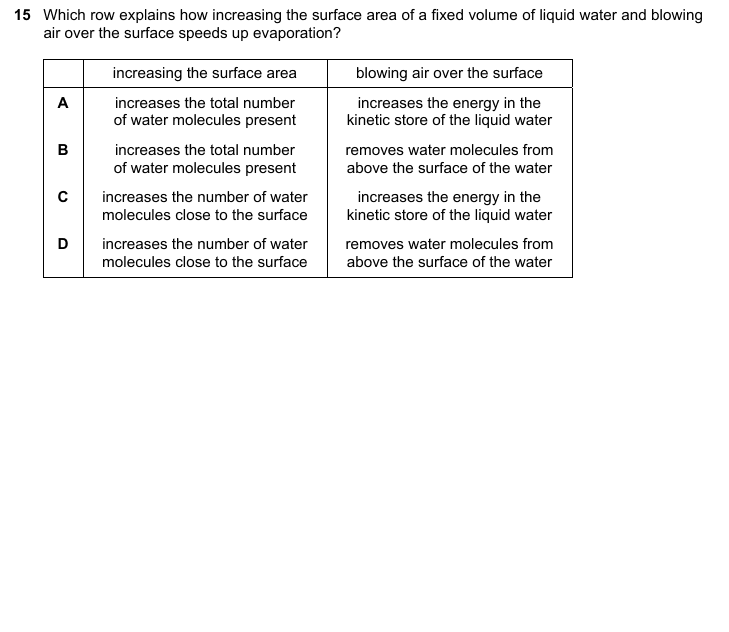 15 Which row explains how increasing the surface area of a fixed volume of liquid water and blowing
air over the surface speeds up evaporation?
increasing the surface area blowing air over the surface
A increases the total number increases the energy in the
of water molecules present kinetic store of the liquid water
B increases the total number removes water molecules from
of water molecules present above the surface of the water
C increases the number of water increases the energy in the
molecules close to the surface kinetic store of the liquid water
D increases the number of water removes water molecules from
molecules close to the surface above the surface of the water